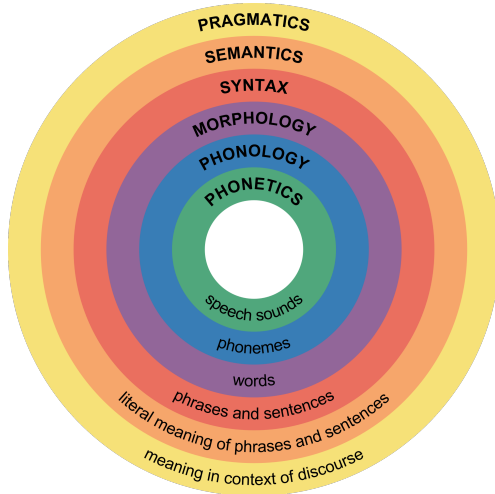 PRAGMATICS
SEMANTICS
SYNTAX
MORPHOLOGY
PHONOLOGY
PHONETICS
speech sounds
phonemes
words
phrases and sentences
literal meaning of phrases and sentences
meaning in context of discourse